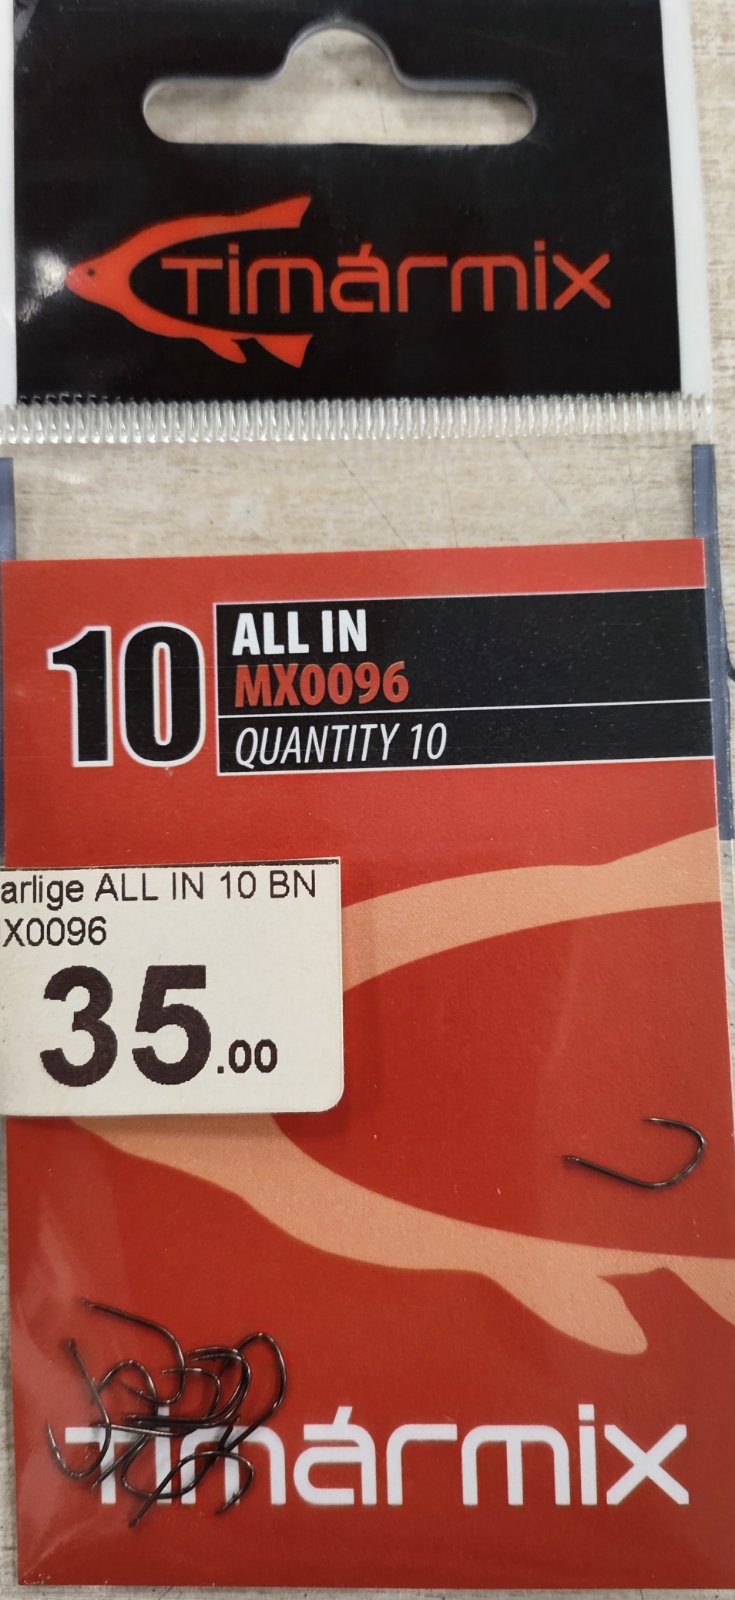 Timármix
10
ALL IN
MX0096
QUANTITY 10
arlige ALL IN 10 BN
X0096
35.00
Timármix